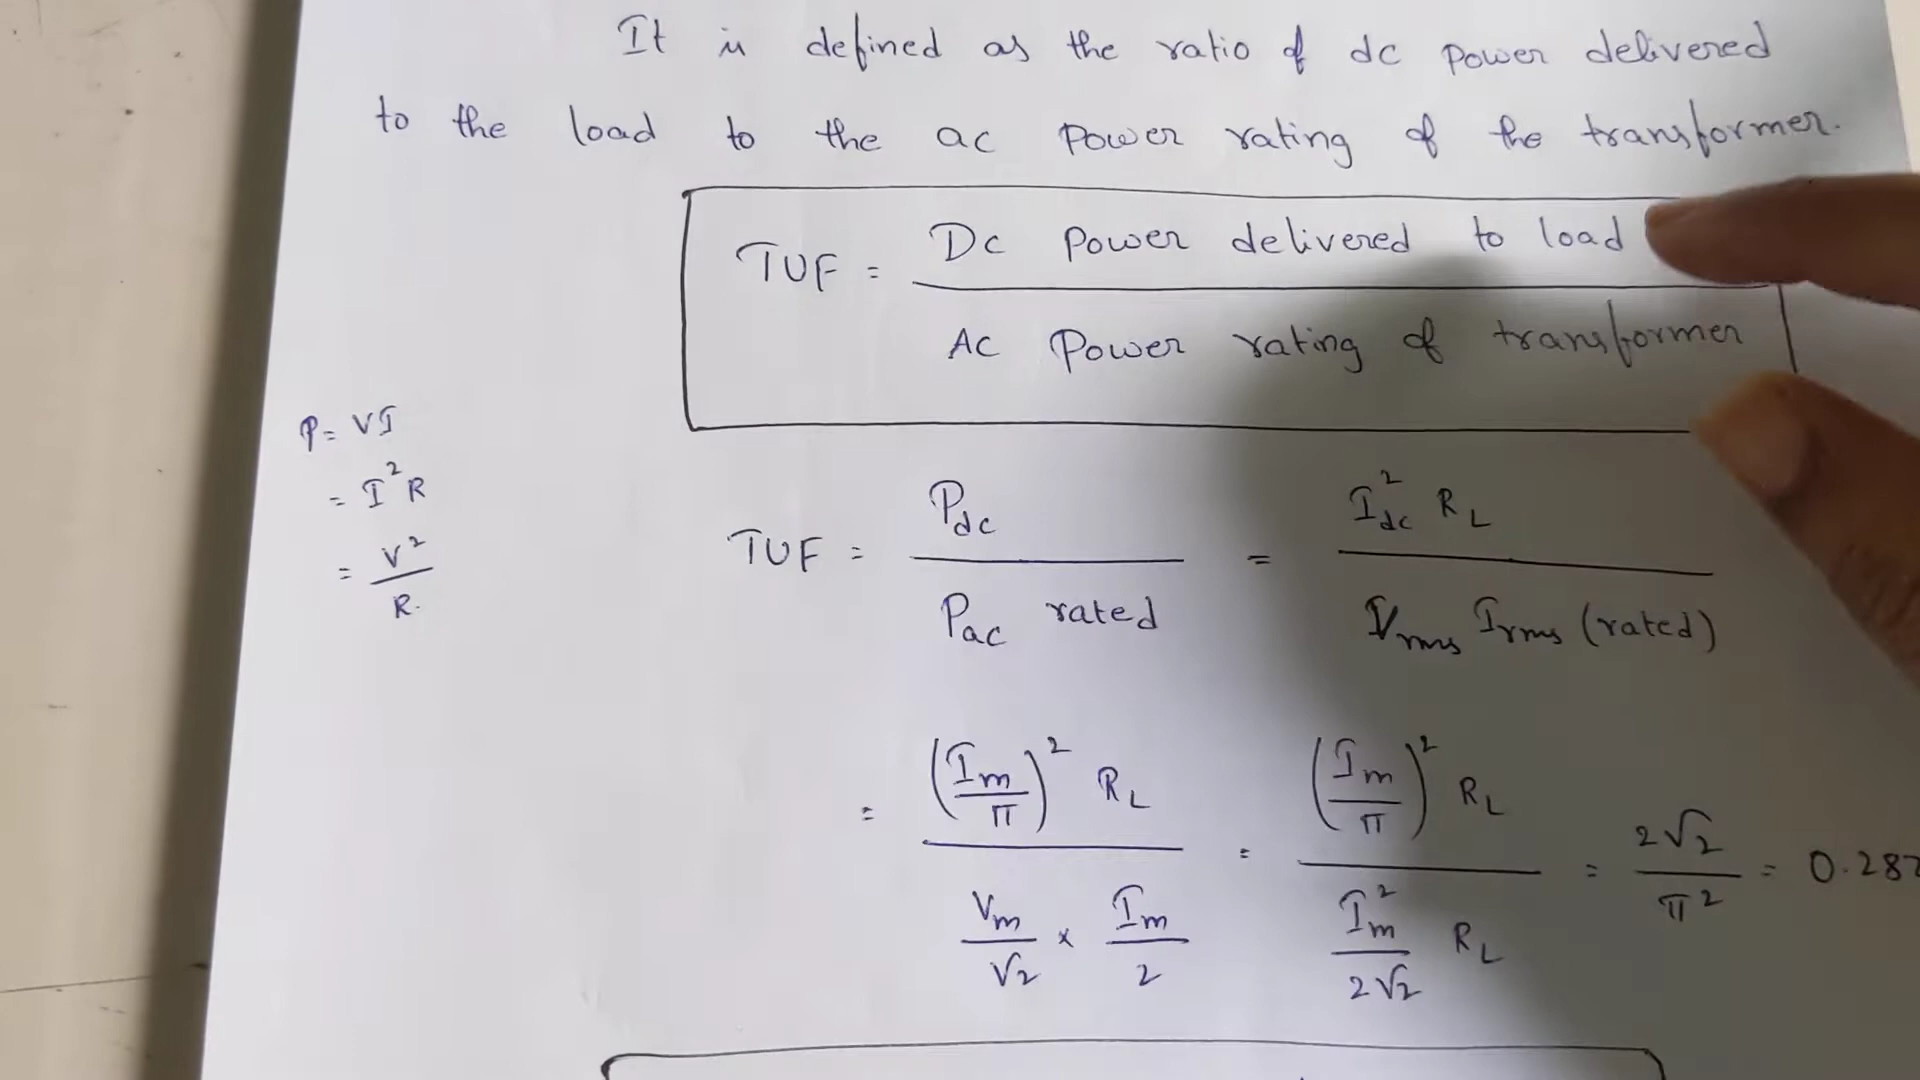 It is defined as the ratio of dc power delivered
to the load to the ac power rating of the transformer.
TUF = Dc power delivered to load / AC Power rating of transformer
P = VI
= I² R
= V² / R.
TUF = Pdc / Pac rated = Idc² RL / Vrms Irms (rated)
= (Im/π)² RL / Vm/√2 × Im/2 = (Im/π)² RL / Im²/2√2 RL = 2√2 / π² = 0.287